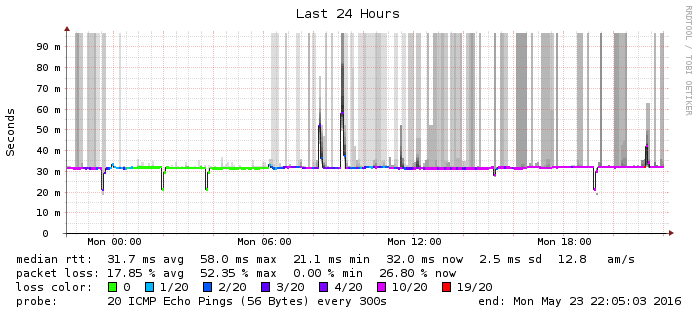 Last 24 Hours
RRDTOOL / TOBI OETIKER
Seconds
90 m
80 m
70 m
60 m
50 m
40 m
30 m
20 m
10 m
0
Mon 00:00 Mon 06:00 Mon 12:00 Mon 18:00
median rtt: 31.7 ms avg 58.0 ms max 21.1 ms min 32.0 ms now 2.5 ms sd 12.8 am/s
packet loss: 17.85 % avg 52.35 % max 0.00 % min 26.80 % now
loss color: 0 1/20 2/20 3/20 4/20 10/20 19/20
probe: 20 ICMP Echo Pings (56 Bytes) every 300s end: Mon May 23 22:05:03 2016